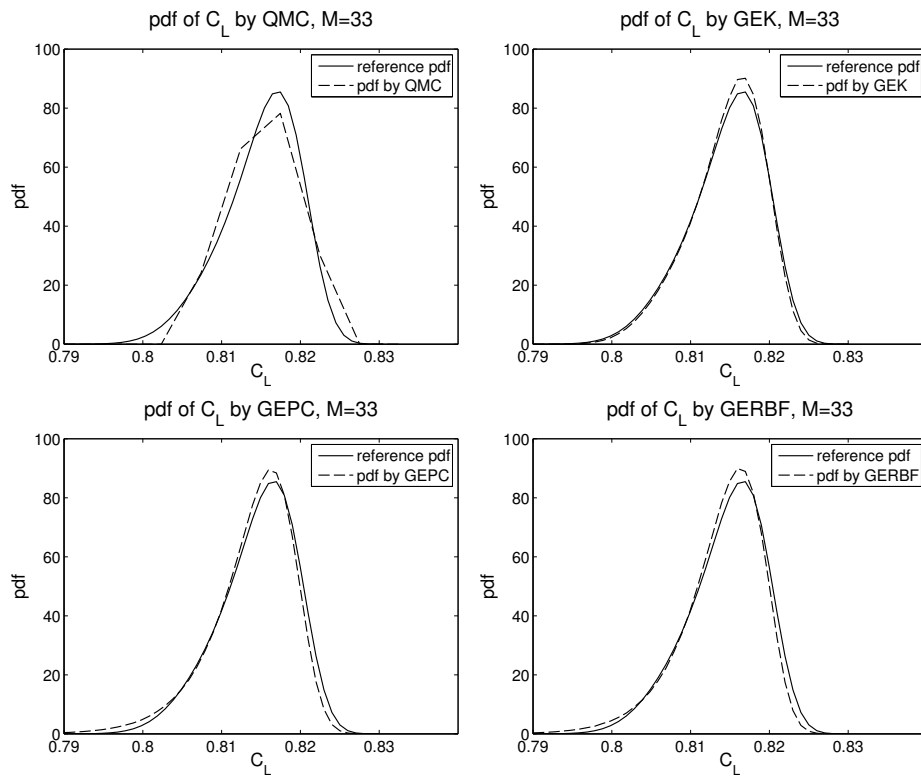 pdf of C_L by QMC, M=33
reference pdf
pdf by QMC
pdf
100
80
60
40
20
0
0.79 0.8 0.81 0.82 0.83
C_L
pdf of C_L by GEK, M=33
reference pdf
pdf by GEK
pdf
100
80
60
40
20
0
0.79 0.8 0.81 0.82 0.83
C_L
pdf of C_L by GEPC, M=33
reference pdf
pdf by GEPC
pdf
100
80
60
40
20
0
0.79 0.8 0.81 0.82 0.83
C_L
pdf of C_L by GERBF, M=33
reference pdf
pdf by GERBF
pdf
100
80
60
40
20
0
0.79 0.8 0.81 0.82 0.83
C_L